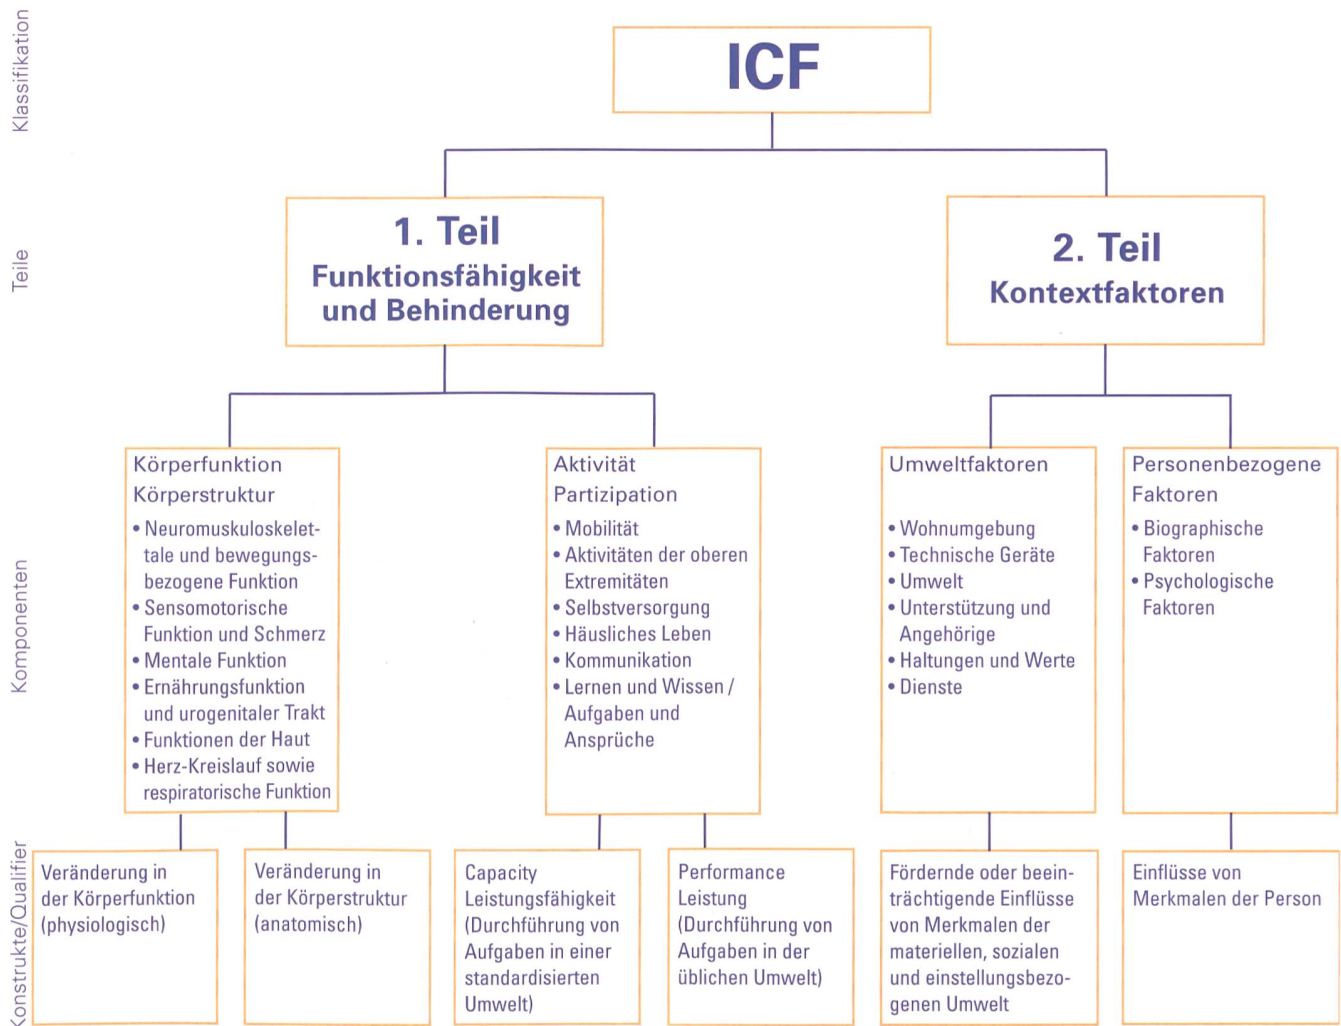 Klassifikation
ICF
Teile
1. Teil
Funktionsfähigkeit
und Behinderung
2. Teil
Kontextfaktoren
Komponenten
Körperfunktion
Körperstruktur
• Neuromuskuloskelet-
tale und bewegungs-
bezogene Funktion
• Sensomotorische
Funktion und Schmerz
• Mentale Funktion
• Ernährungsfunktion
und urogenitaler Trakt
• Funktionen der Haut
• Herz-Kreislauf sowie
respiratorische Funktion
Aktivität
Partizipation
• Mobilität
• Aktivitäten der oberen
Extremitäten
• Selbstversorgung
• Häusliches Leben
• Kommunikation
• Lernen und Wissen /
Aufgaben und
Ansprüche
Umweltfaktoren
• Wohnumgebung
• Technische Geräte
• Umwelt
• Unterstützung und
Angehörige
• Haltungen und Werte
• Dienste
Personenbezogene
Faktoren
• Biographische
Faktoren
• Psychologische
Faktoren
Konstrukte/Qualifier
Veränderung in
der Körperfunktion
(physiologisch)
Veränderung in
der Körperstruktur
(anatomisch)
Capacity
Leistungsfähigkeit
(Durchführung von
Aufgaben in einer
standardisierten
Umwelt)
Performance
Leistung
(Durchführung von
Aufgaben in der
üblichen Umwelt)
Fördernde oder beein-
trächtigende Einflüsse
von Merkmalen der
materiellen, sozialen
und einstellungsbezo-
genen Umwelt
Einflüsse von
Merkmalen der Person